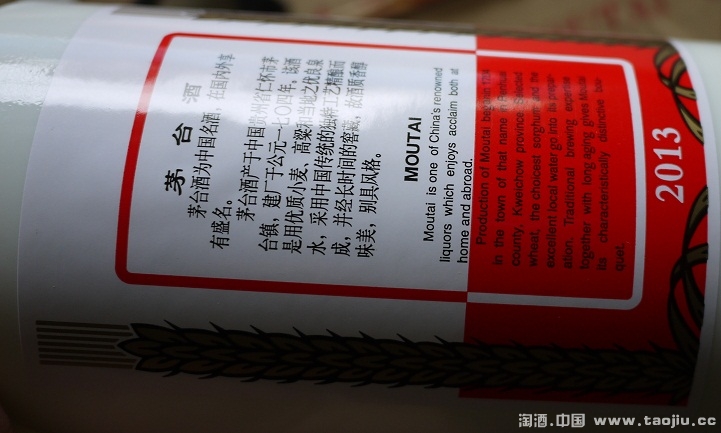 茅台酒
茅台酒为中国名酒，在国内外享
有盛名。
茅台酒产于中国贵州省仁怀市茅
台镇，建厂于公元一七〇四年，该酒
是用优质小麦、高粱和当地之优良泉
水，采用中国传统的独特工艺精酿而
成，并经长时间的窖藏，故酒质香醇
味美，别具风格。
MOUTAI
Moutai is one of China's renowned
liquors which enjoys acclaim both at
home and abroad.
Production of Moutai began in 1704
in the town of that name in Renhuai
county, Kweichow province. Selected
wheat, the choicest sorghum and the
excellent local water go into its prepar-
ation. Traditional brewing expertise
together with long aging gives Moutai
its characteristically distinctive bou-
quet.
2013
淘酒.中国 www.taojiu.cc